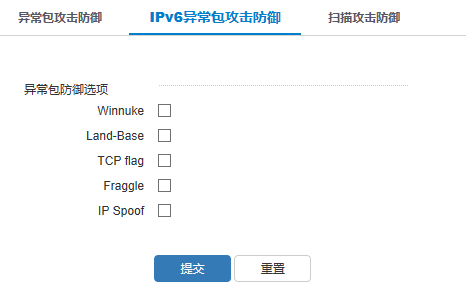 异常包攻击防御 IPv6异常包攻击防御 扫描攻击防御
异常包防御选项
Winnuke
Land-Base
TCP flag
Fraggle
IP Spoof
提交 重置